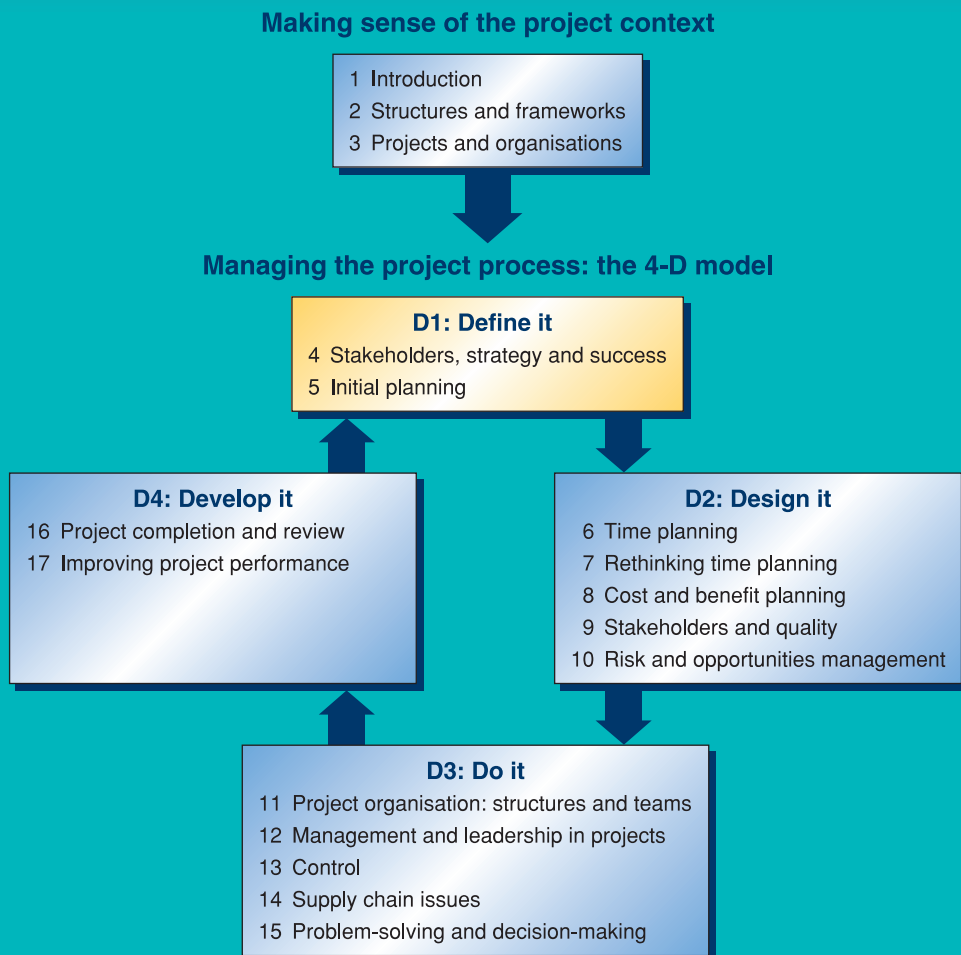 Making sense of the project context
1 Introduction
2 Structures and frameworks
3 Projects and organisations
Managing the project process: the 4-D model
D1: Define it
4 Stakeholders, strategy and success
5 Initial planning
D4: Develop it
16 Project completion and review
17 Improving project performance
D2: Design it
6 Time planning
7 Rethinking time planning
8 Cost and benefit planning
9 Stakeholders and quality
10 Risk and opportunities management
D3: Do it
11 Project organisation: structures and teams
12 Management and leadership in projects
13 Control
14 Supply chain issues
15 Problem-solving and decision-making